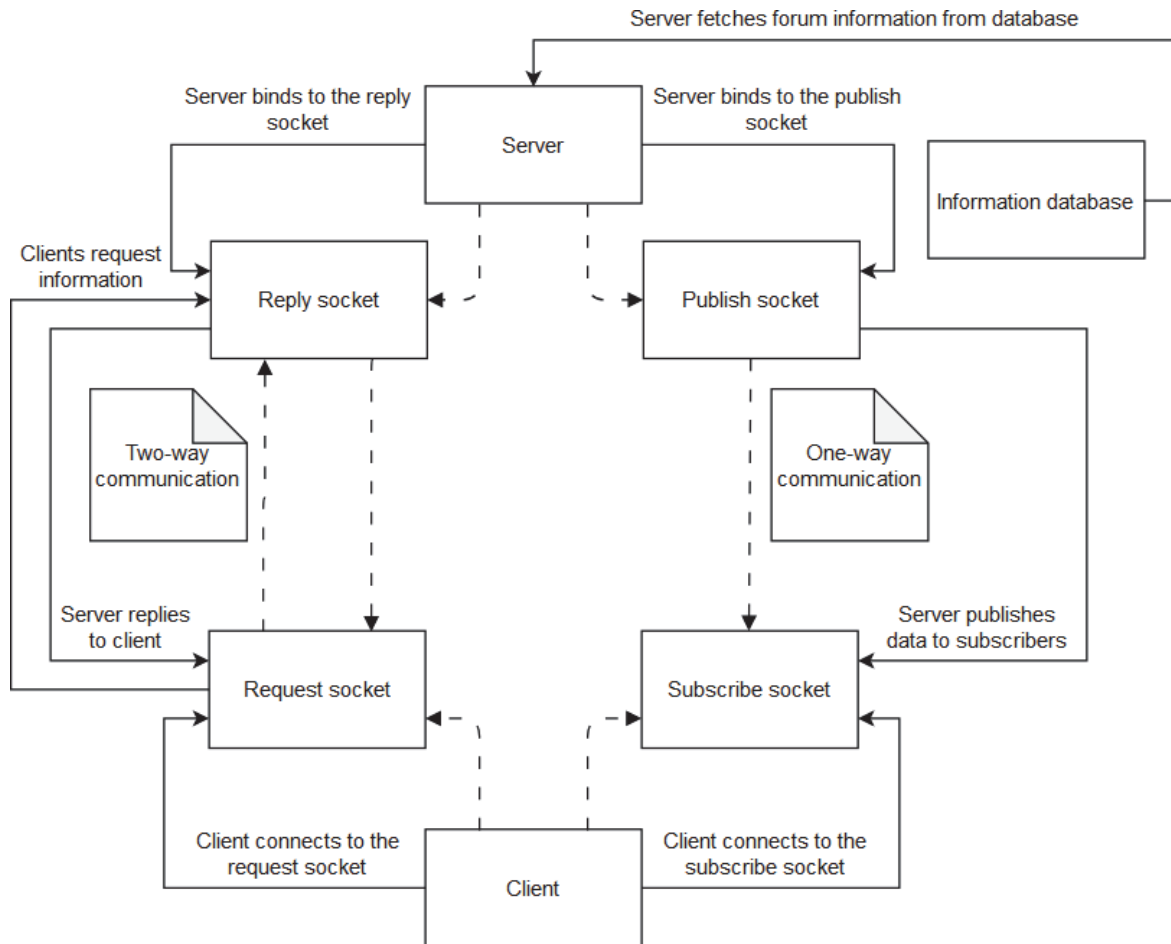 Server fetches forum information from database
Server binds to the reply
socket
Server binds to the publish
socket
Server
Information database
Clients request
information
Reply socket
Publish socket
Two-way
communication
One-way
communication
Server replies
to client
Server publishes
data to subscribers
Request socket
Subscribe socket
Client connects to the
request socket
Client connects to the
subscribe socket
Client